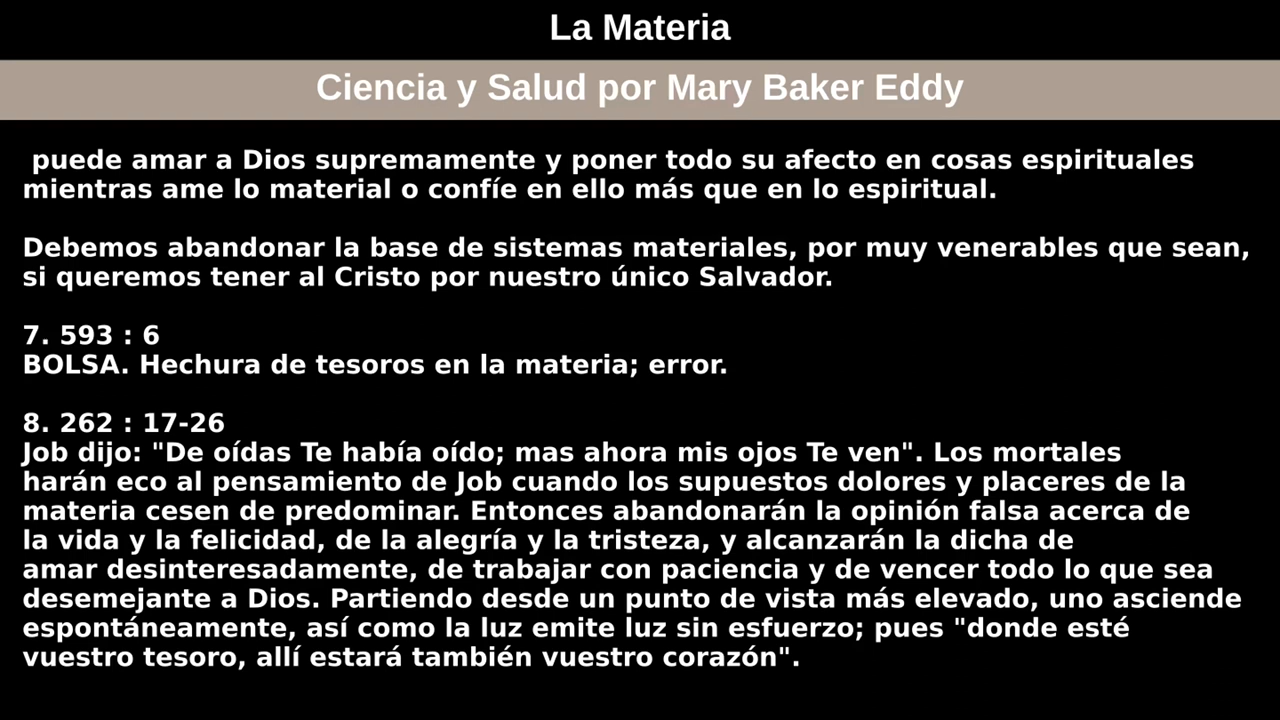 La Materia
Ciencia y Salud por Mary Baker Eddy
puede amar a Dios supremamente y poner todo su afecto en cosas espirituales
mientras ame lo material o confíe en ello más que en lo espiritual.
Debemos abandonar la base de sistemas materiales, por muy venerables que sean,
si queremos tener al Cristo por nuestro único Salvador.
7. 593 : 6
BOLSA. Hechura de tesoros en la materia; error.
8. 262 : 17-26
Job dijo: "De oídas Te había oído; mas ahora mis ojos Te ven". Los mortales
harán eco al pensamiento de Job cuando los supuestos dolores y placeres de la
materia cesen de predominar. Entonces abandonarán la opinión falsa acerca de
la vida y la felicidad, de la alegría y la tristeza, y alcanzarán la dicha de
amar desinteresadamente, de trabajar con paciencia y de vencer todo lo que sea
desemejante a Dios. Partiendo desde un punto de vista más elevado, uno asciende
espontáneamente, así como la luz emite luz sin esfuerzo; pues "donde esté
vuestro tesoro, allí estará también vuestro corazón".